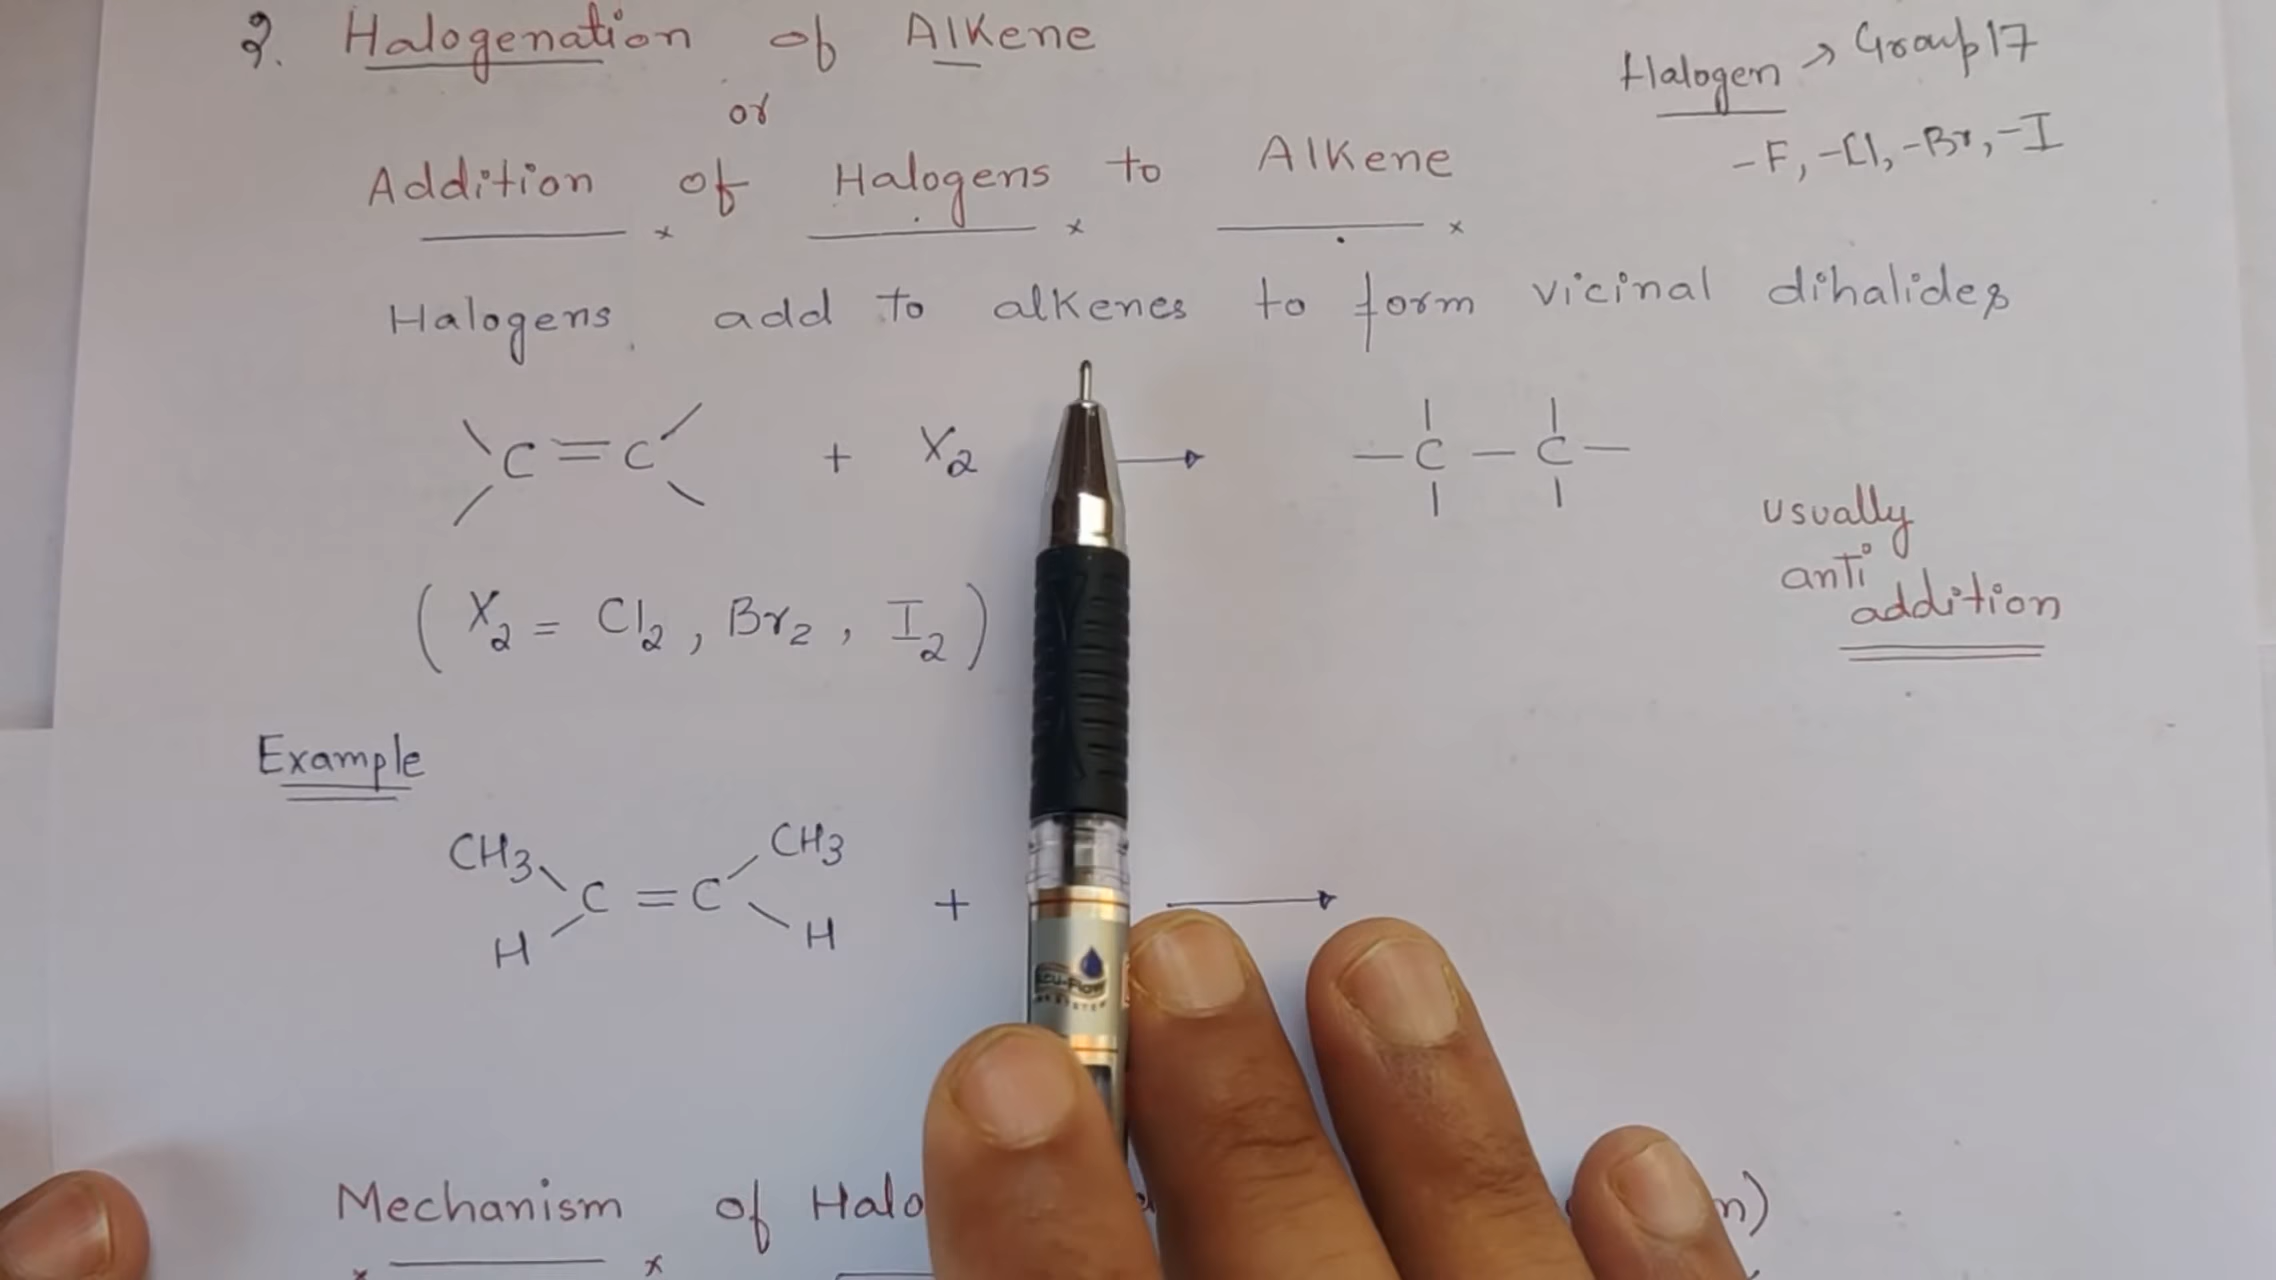 2. Halogenation of Alkene
or
Addition of Halogens to Alkene
Halogen → Group 17
-F, -Cl, -Br, -I
Halogens add to alkenes to form vicinal dihalides
C = C + X2 → - C - C -
usually
anti
addition
(X2 = Cl2, Br2, I2)
Example
CH3 CH3
C = C + →
H H
Mechanism of Halo n)